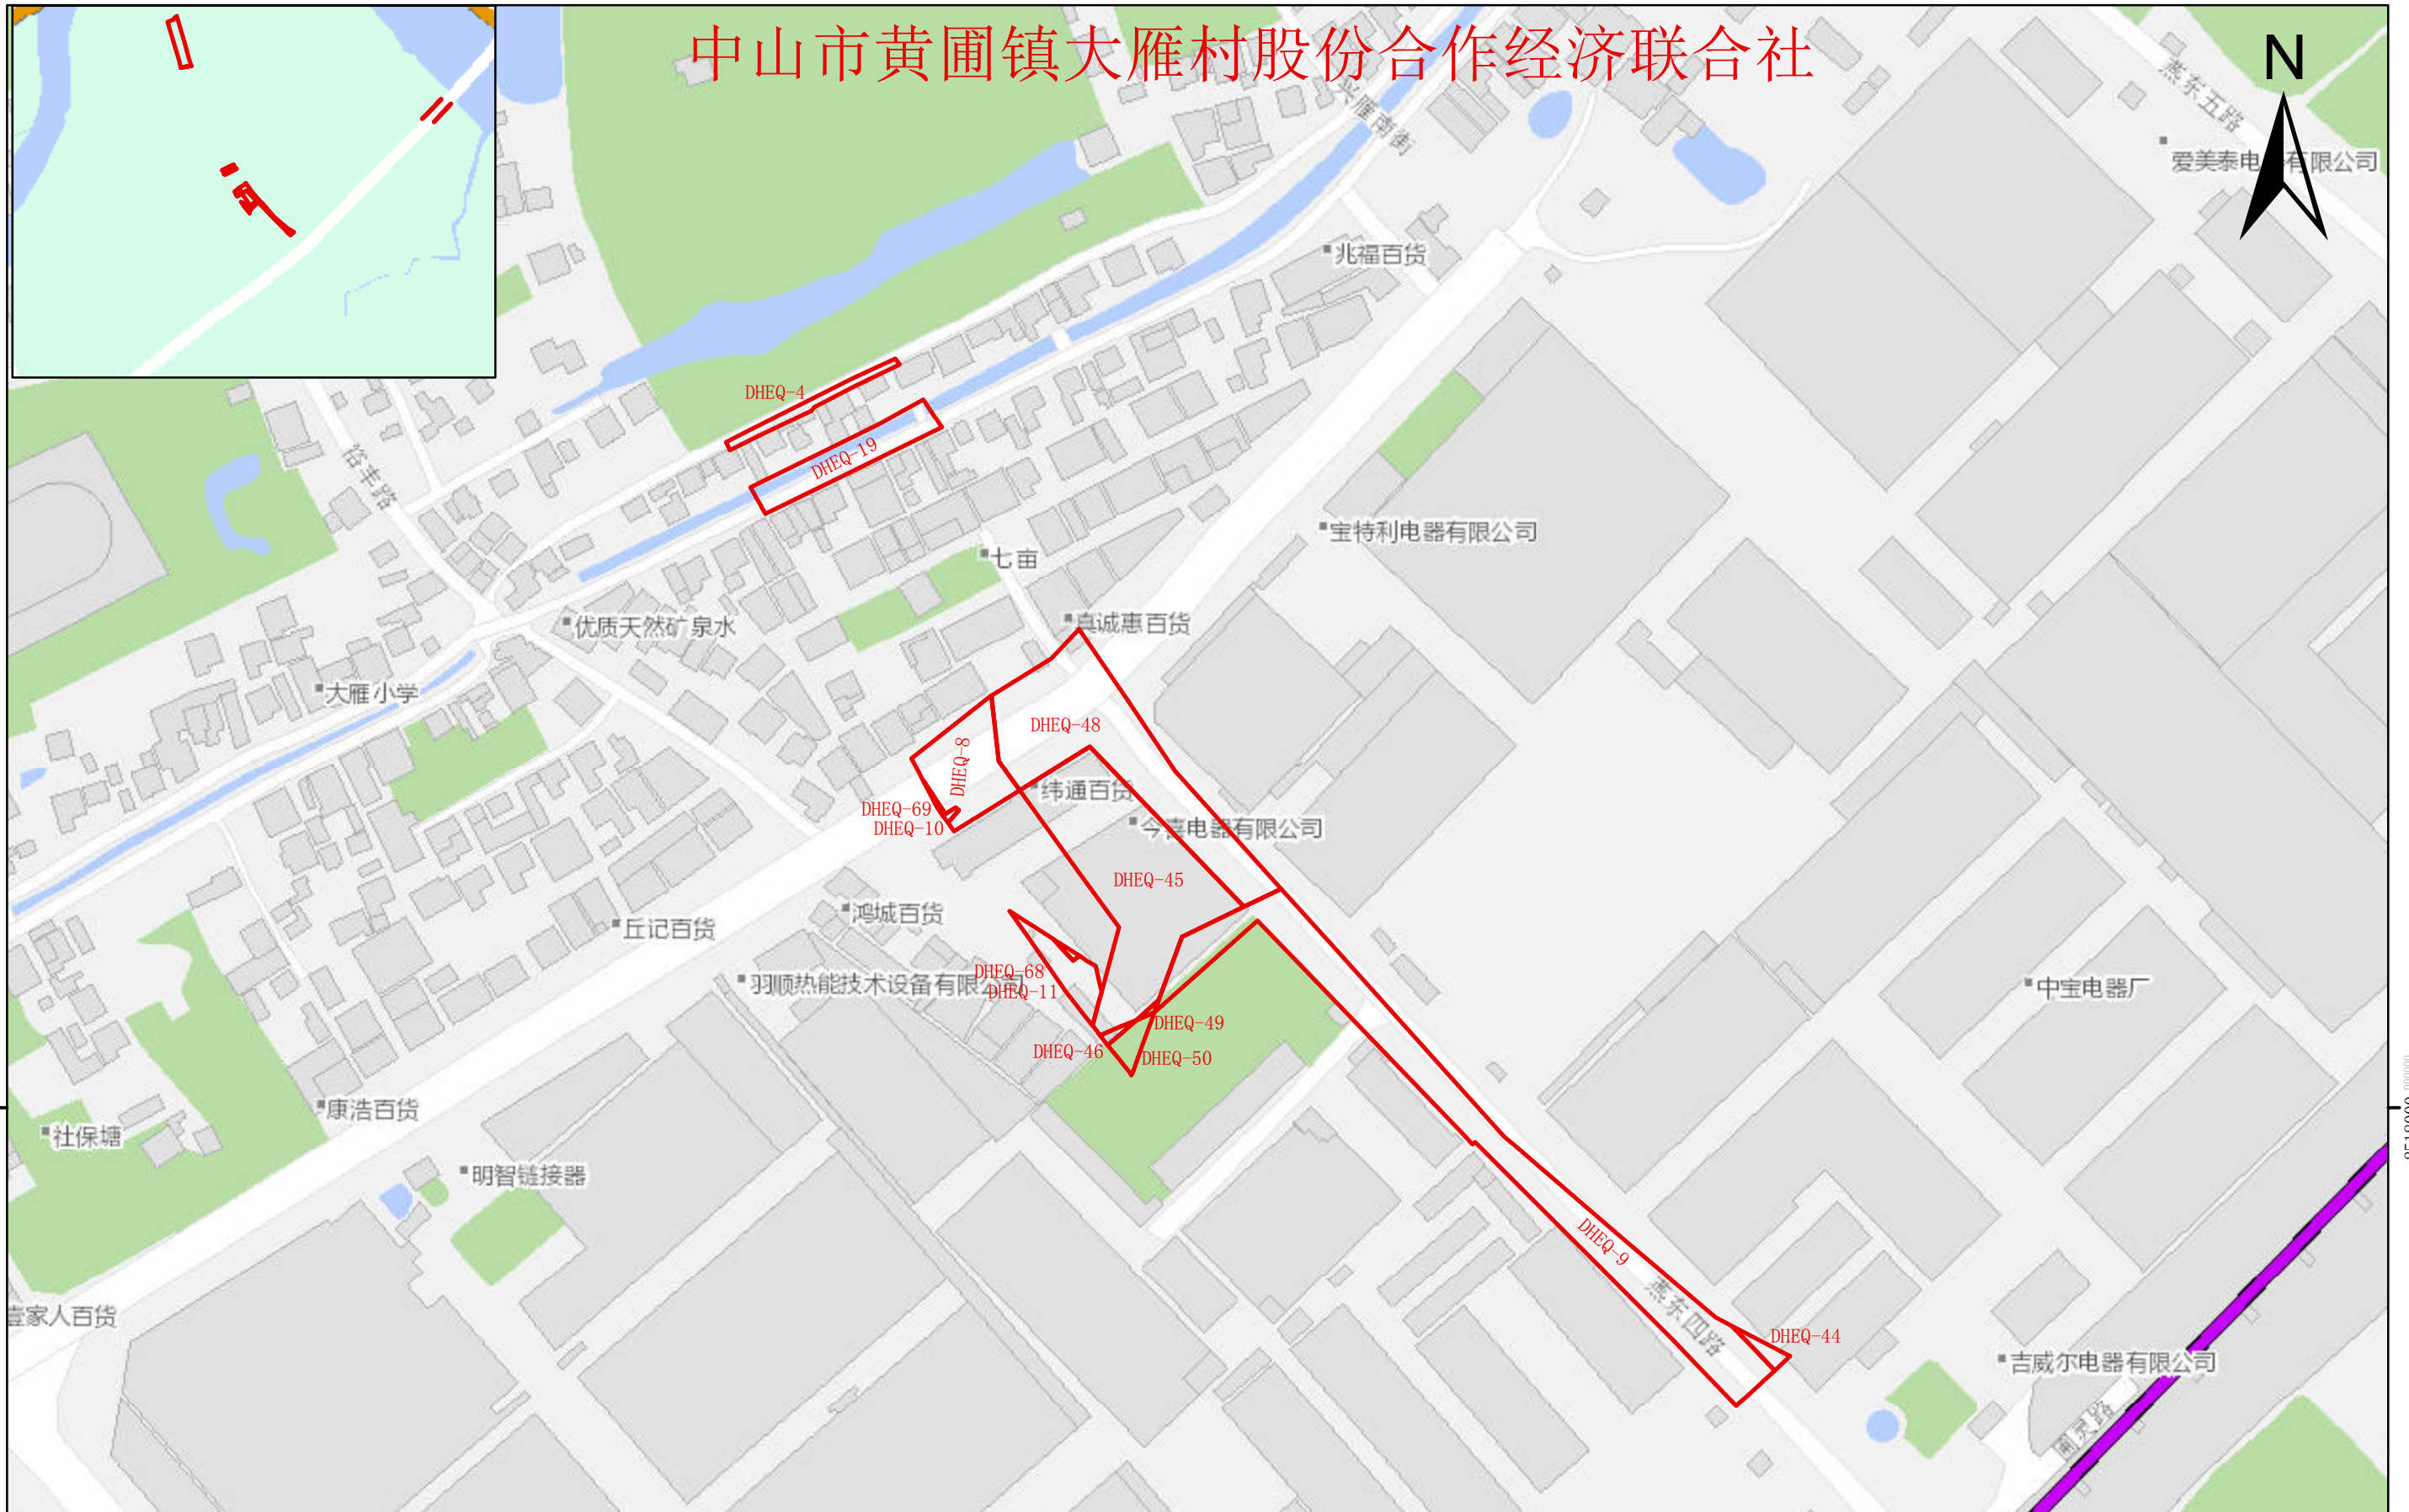 中山市黄圃镇大雁村股份合作经济联合社
N
燕东五路
兴雁南街
爱美泰电 有限公司
兆福百货
DHEQ-4
DHEQ-19
裕丰路
宝特利电器有限公司
七亩
真诚惠百货
优质天然矿泉水
大雁小学
DHEQ-48
DHEQ-8
纬通百货
DHEQ-69
DHEQ-10
今喜电器有限公司
DHEQ-45
鸿城百货
丘记百货
DHEQ-68
羽顺热能技术设备有限公司
DHEQ-11
中宝电器厂
DHEQ-49
DHEQ-46
DHEQ-50
康浩百货
社保塘
明智链接器
DHEQ-9
燕东四路
壹家人百货
DHEQ-44
吉威尔电器有限公司
圃灵路